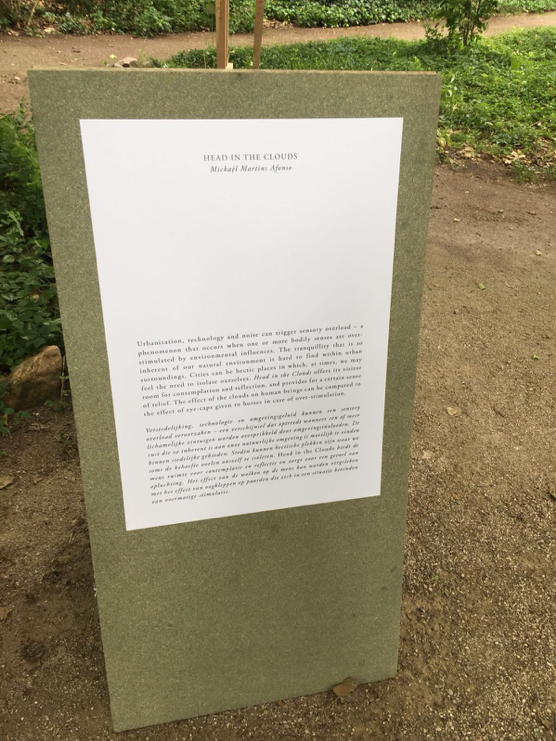 HEAD IN THE CLOUDS
Mickaël Martins Afonso
Urbanization, technology and noise can trigger sensory overload – a
phenomenon that occurs when one or more bodily senses are over-
stimulated by environmental influences. The tranquillity that is so
inherent of our natural environment is hard to find within urban
surroundings. Cities can be hectic places in which, at times, we may
feel the need to isolate ourselves. Head in the Clouds offers its visitor
room for contemplation and reflection, and provides for a certain sense
of relief. The effect of the clouds on human beings can be compared to
the effect of eye-caps given to horses in case of over-stimulation.
Verstedelijking, technologie en omgevingsgeluid kunnen een sensory
overload veroorzaken – een verschijnsel dat optreedt wanneer een of meer
lichamelijke zintuigen worden overprikkeld door omgevingsinvloeden. De
rust die zo inherent is aan onze natuurlijke omgeving is moeilijk te vinden
binnen stedelijke gebieden. Steden kunnen hectische plekken zijn waar we
soms de behoefte voelen onszelf te isoleren. Head in the Clouds biedt de
mens ruimte voor contemplatie en reflectie en zorgt voor een gevoel van
opluchting. Het effect van de wolken op de mens kan worden vergeleken
met het effect van oogkleppen op paarden die zich in een situatie bevinden
van overmatige stimulatie.